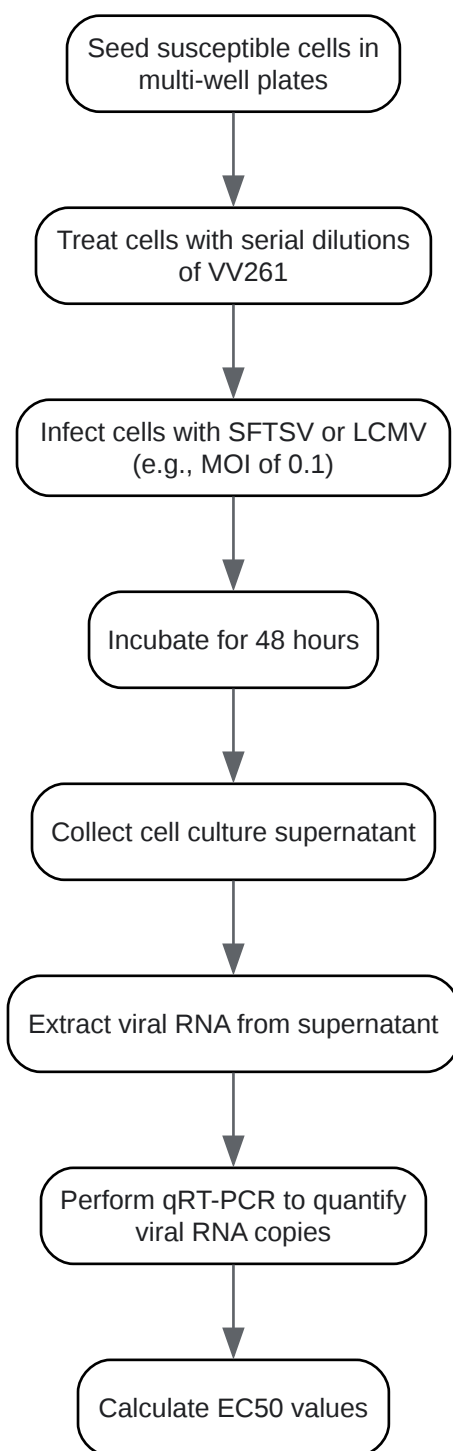 Seed susceptible cells in
multi-well plates
Treat cells with serial dilutions
of VV261
Infect cells with SFTSV or LCMV
(e.g., MOI of 0.1)
Incubate for 48 hours
Collect cell culture supernatant
Extract viral RNA from supernatant
Perform qRT-PCR to quantify
viral RNA copies
Calculate EC50 values